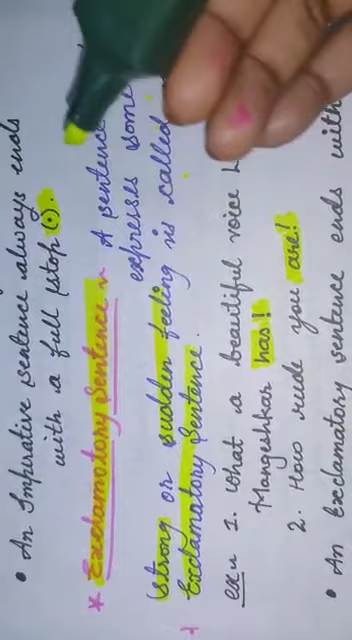 • An Imperative sentence always ends
with a full stop (.).
* Exclamatory Sentence ~ A sentence
expresses some
strong or sudden feeling is called
Exclamatory Sentence.
ex~ 1. What a beautiful voice
Mangeshkar has!
2. How rude you are!
• An Exclamatory sentence ends with